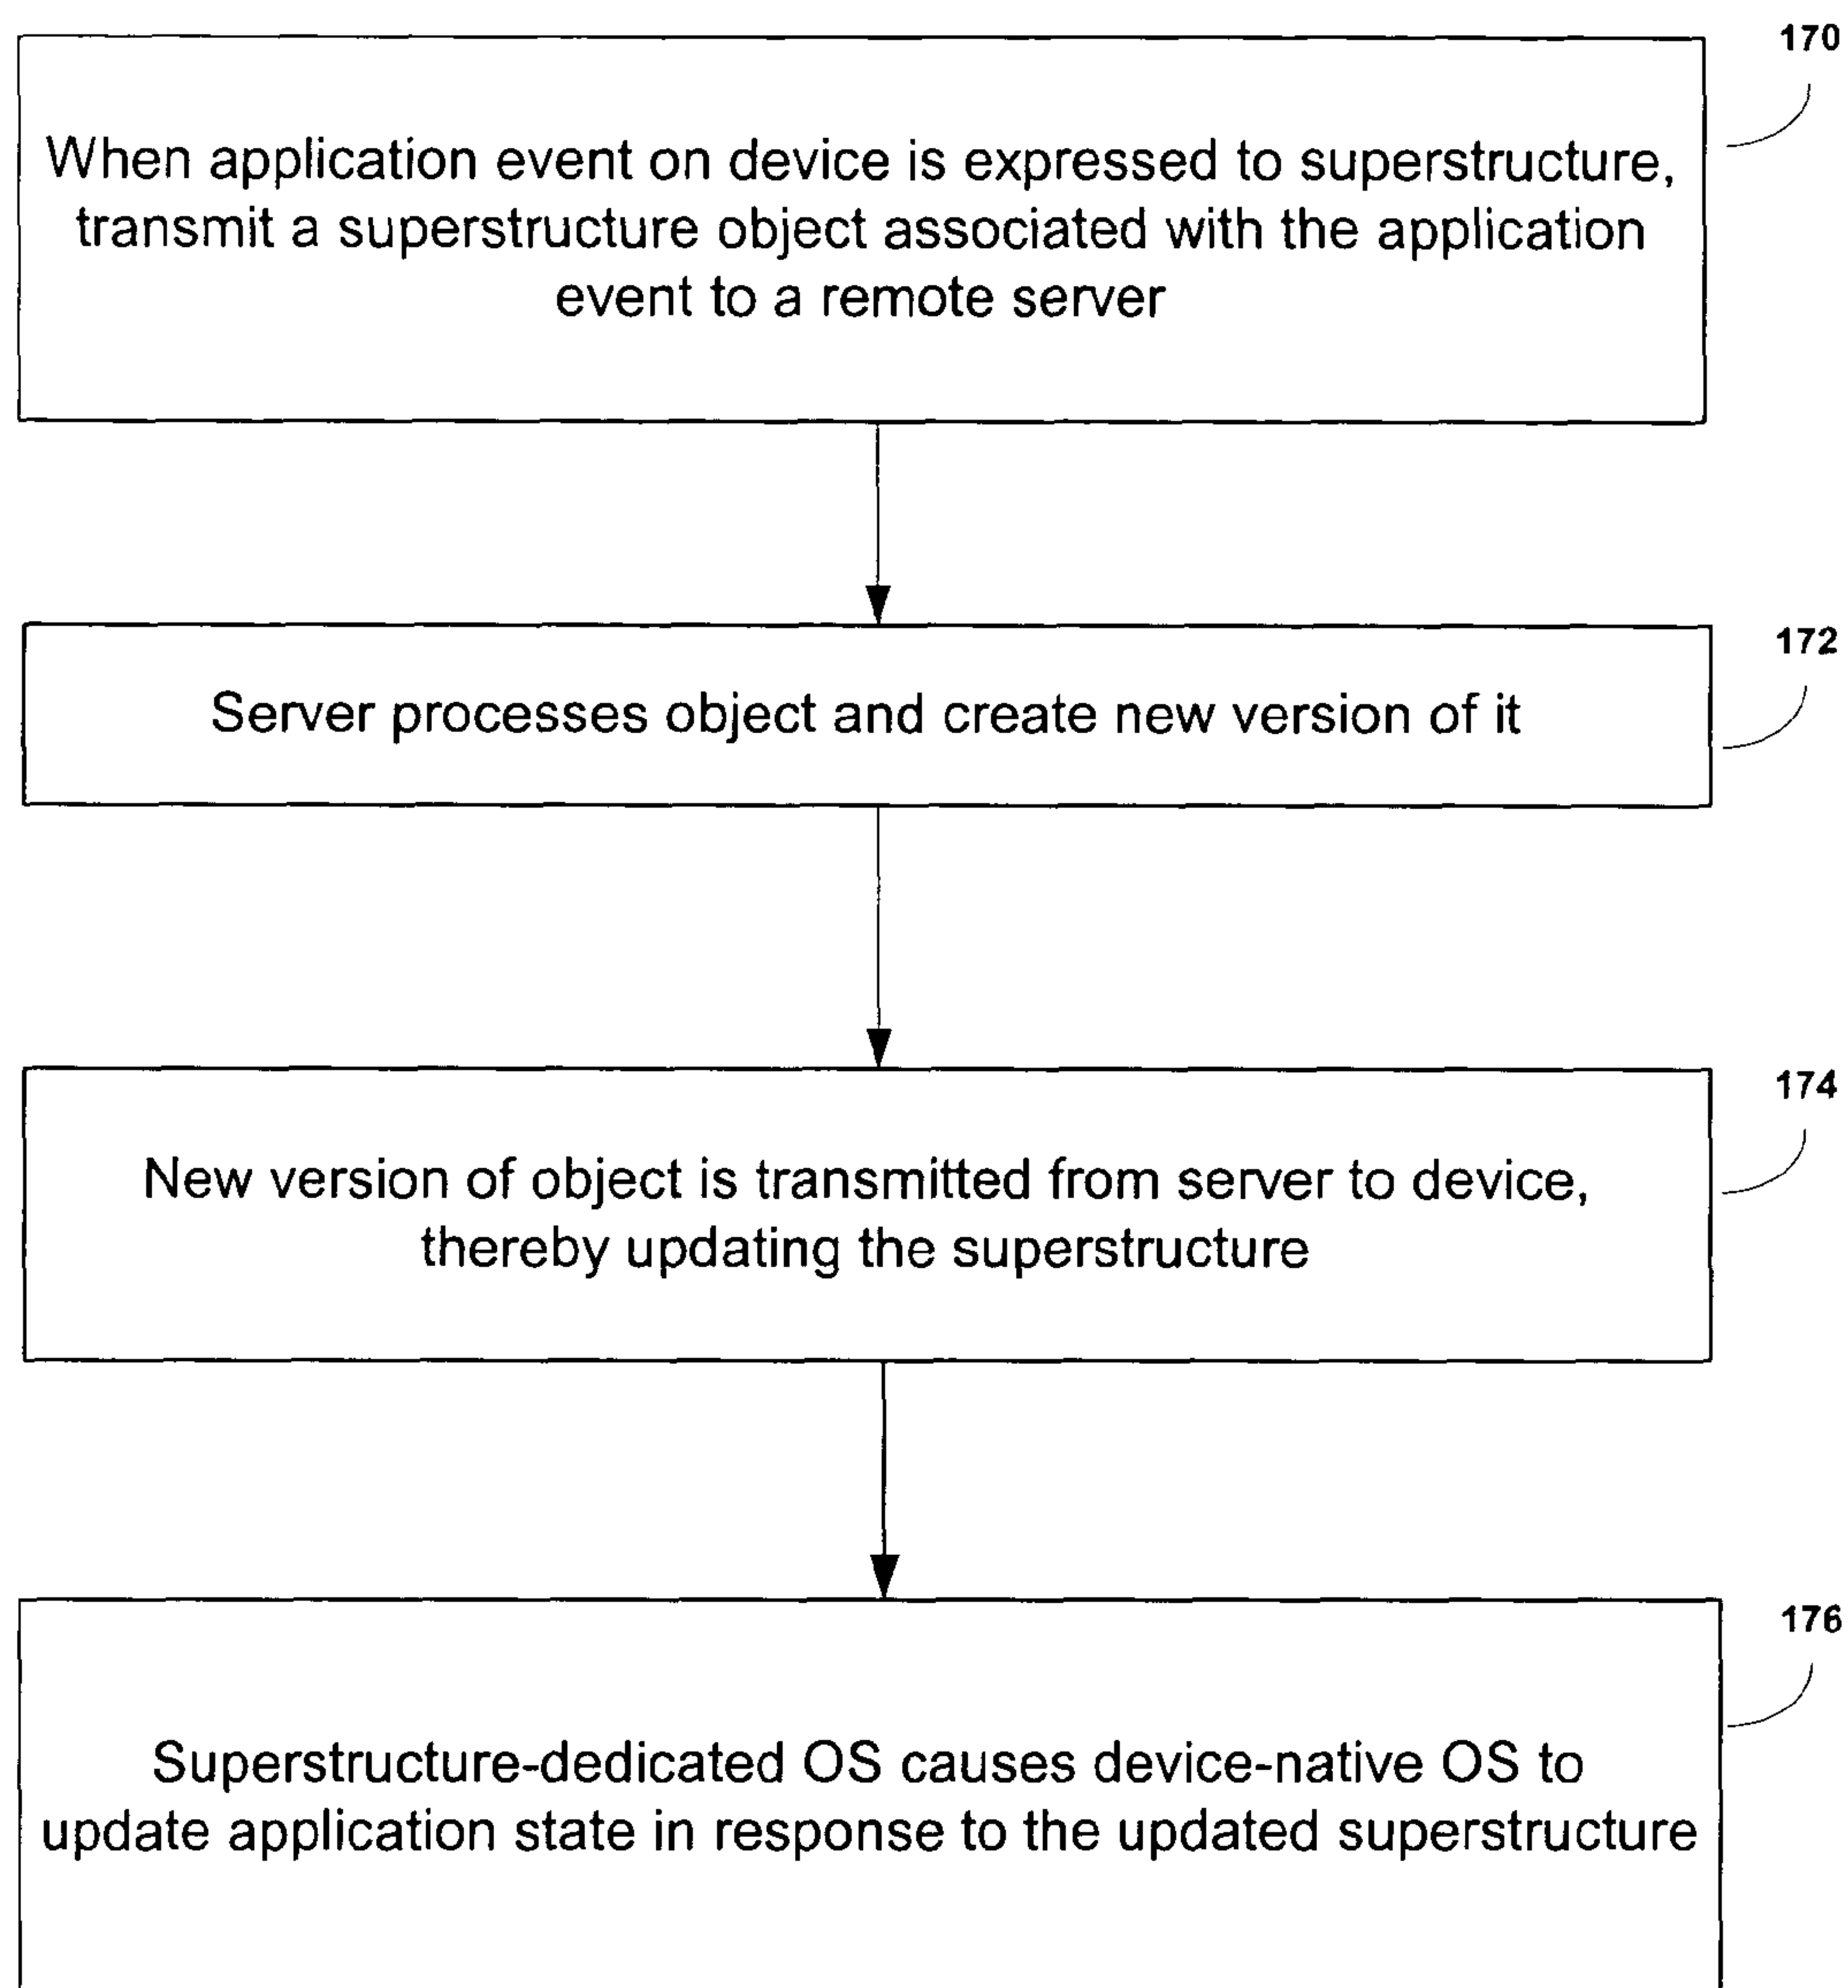 170
When application event on device is expressed to superstructure,
transmit a superstructure object associated with the application
event to a remote server
172
Server processes object and create new version of it
174
New version of object is transmitted from server to device,
thereby updating the superstructure
176
Superstructure-dedicated OS causes device-native OS to
update application state in response to the updated superstructure